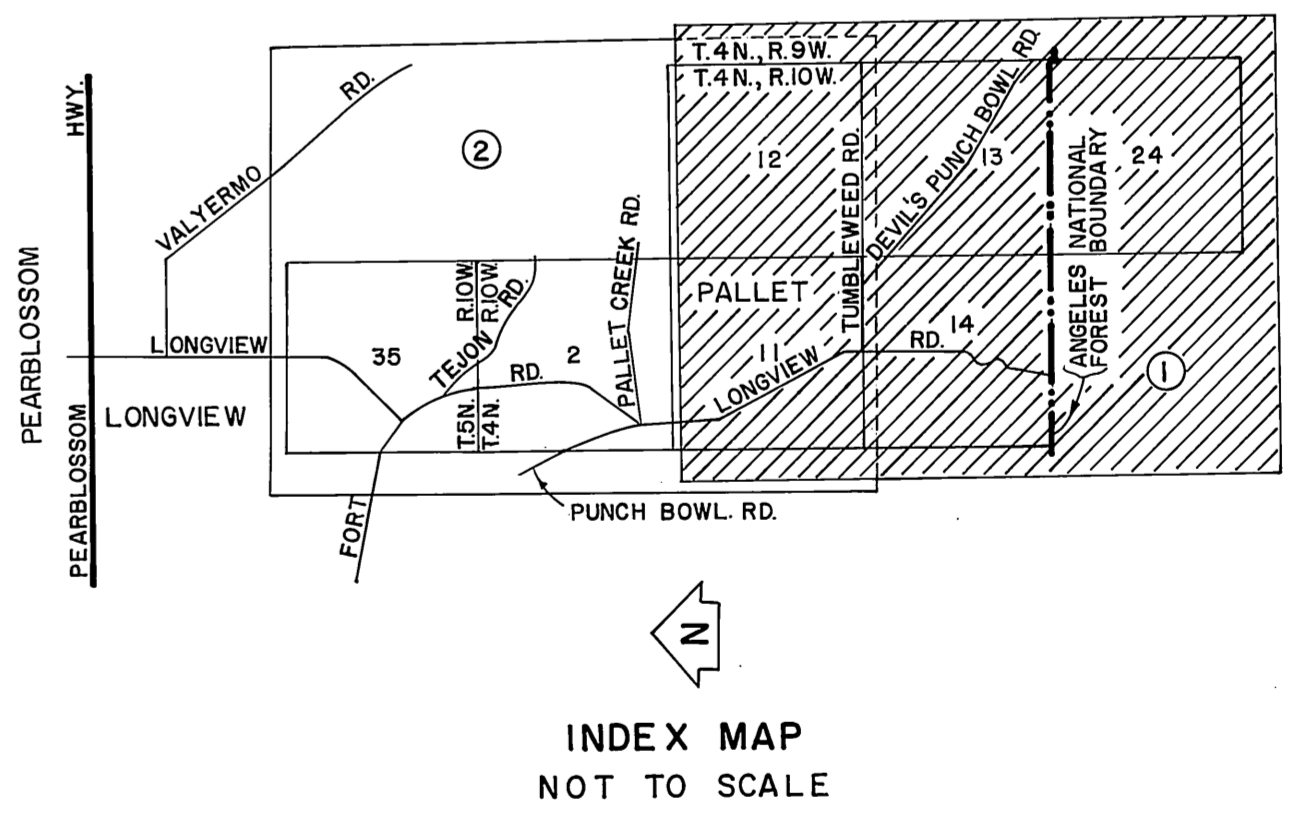 T.4N., R.9W.
T.4N., R.10W.
PEARBLOSSOM HWY.
PEARBLOSSOM
VALYERMO RD.
2
12
TUMBLEWEED RD.
DEVIL'S PUNCH BOWL RD.
13
ANGELES NATIONAL
FOREST BOUNDARY
24
LONGVIEW
35
T.5N. R.10W.
T.4N. R.10W.
TEJON RD.
RD.
2
PALLET CREEK RD.
PALLET
11
LONGVIEW
RD.
14
1
LONGVIEW
FORT
PUNCH BOWL. RD.
N
INDEX MAP
NOT TO SCALE